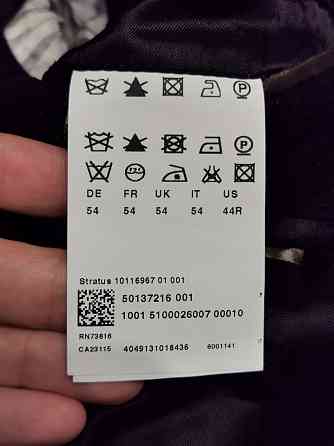 P
P
DE FR UK IT US
54 54 54 54 44R
Stratus 10116967 01 001
50137216 001
1001 5100026007 00010
RN73616
CA23115 4049131018436 6001141